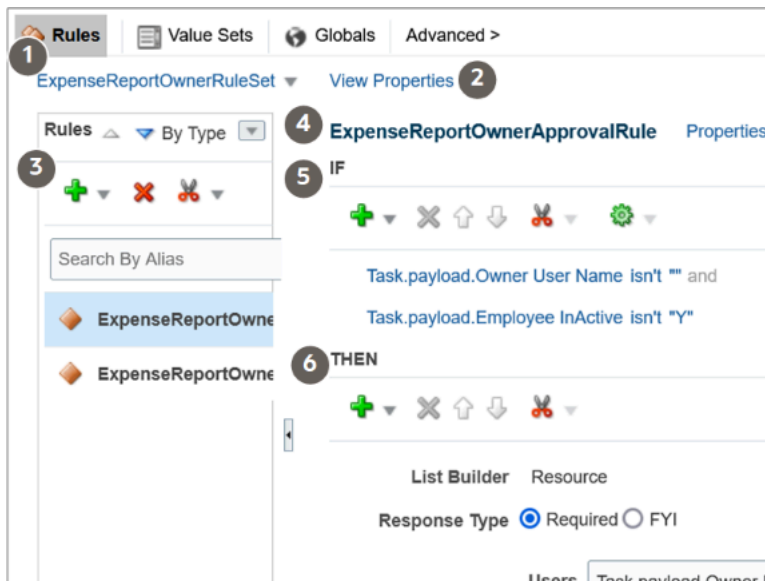 Rules Value Sets Globals Advanced >
1
ExpenseReportOwnerRuleSet View Properties 2
Rules By Type
4 ExpenseReportOwnerApprovalRule Properties
3
5 IF
Search By Alias
Task.payload.Owner User Name isn't "" and
ExpenseReportOwne
Task.payload.Employee InActive isn't "Y"
6 THEN
ExpenseReportOwne
List Builder Resource
Response Type Required FYI
Users Task.payload.Owner